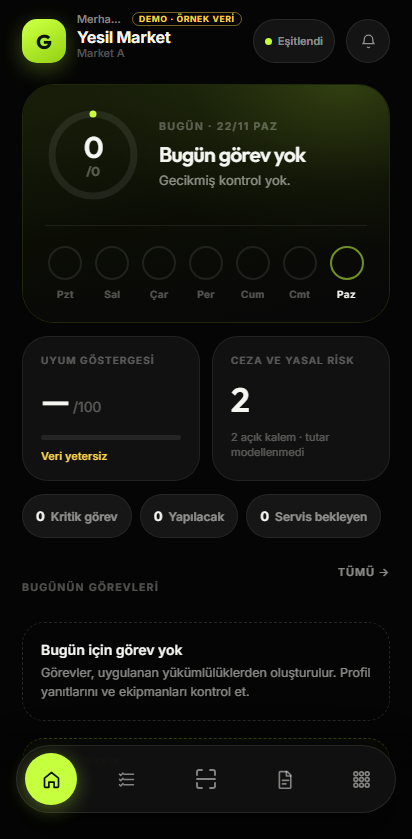 G
Merha... DEMO · ÖRNEK VERİ
Yesil Market
Market A
Eşitlendi
0
/0
BUGÜN · 22/11 PAZ
Bugün görev yok
Gecikmiş kontrol yok.
Pzt Sal Çar Per Cum Cmt Paz
UYUM GÖSTERGESİ
— /100
Veri yetersiz
CEZA VE YASAL RİSK
2
2 açık kalem · tutar
modellenmedi
0 Kritik görev 0 Yapılacak 0 Servis bekleyen
TÜMÜ →
BUGÜNÜN GÖREVLERİ
Bugün için görev yok
Görevler, uygulanan yükümlülüklerden oluşturulur. Profil
yanıtlarını ve ekipmanları kontrol et.